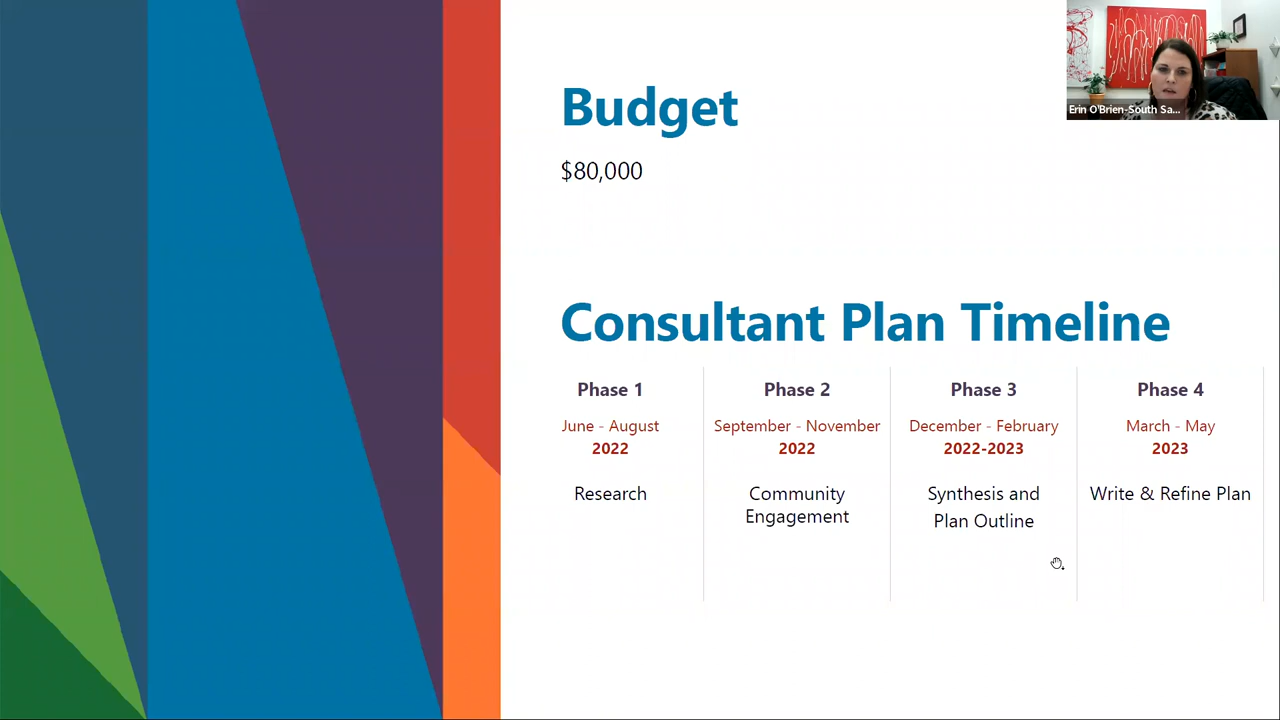 Budget
$80,000
Erin O'Brien-South Sa...
Consultant Plan Timeline
Phase 1
June - August
2022
Research
Phase 2
September - November
2022
Community
Engagement
Phase 3
December - February
2022-2023
Synthesis and
Plan Outline
Phase 4
March - May
2023
Write & Refine Plan